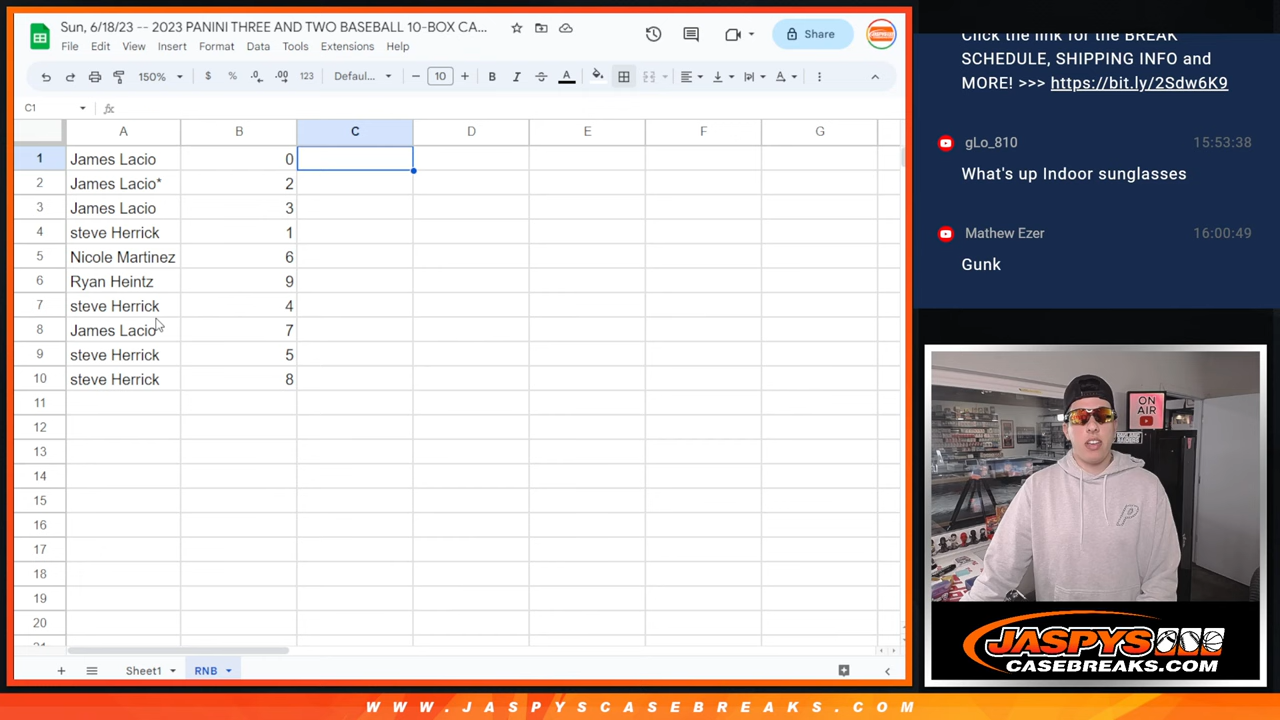 Sun, 6/18/23 -- 2023 PANINI THREE AND TWO BASEBALL 10-BOX CA...
Share
File Edit View Insert Format Data Tools Extensions Help
150% $ % .0 .00 123 Defaul... − 10 + B I A
C1 fx
A B C D E F G
1 James Lacio 0
2 James Lacio* 2
3 James Lacio 3
4 steve Herrick 1
5 Nicole Martinez 6
6 Ryan Heintz 9
7 steve Herrick 4
8 James Lacio 7
9 steve Herrick 5
10 steve Herrick 8
11
12
13
14
15
16
17
18
19
20
Sheet1 RNB
Click the link for the BREAK
SCHEDULE, SHIPPING INFO and
MORE! >>> https://bit.ly/2Sdw6K9
gLo_810 15:53:38
What's up Indoor sunglasses
Mathew Ezer 16:00:49
Gunk
ON
AIR
P
JASPYS
CASEBREAKS.COM
WWW.JASPYSCASEBREAKS.COM